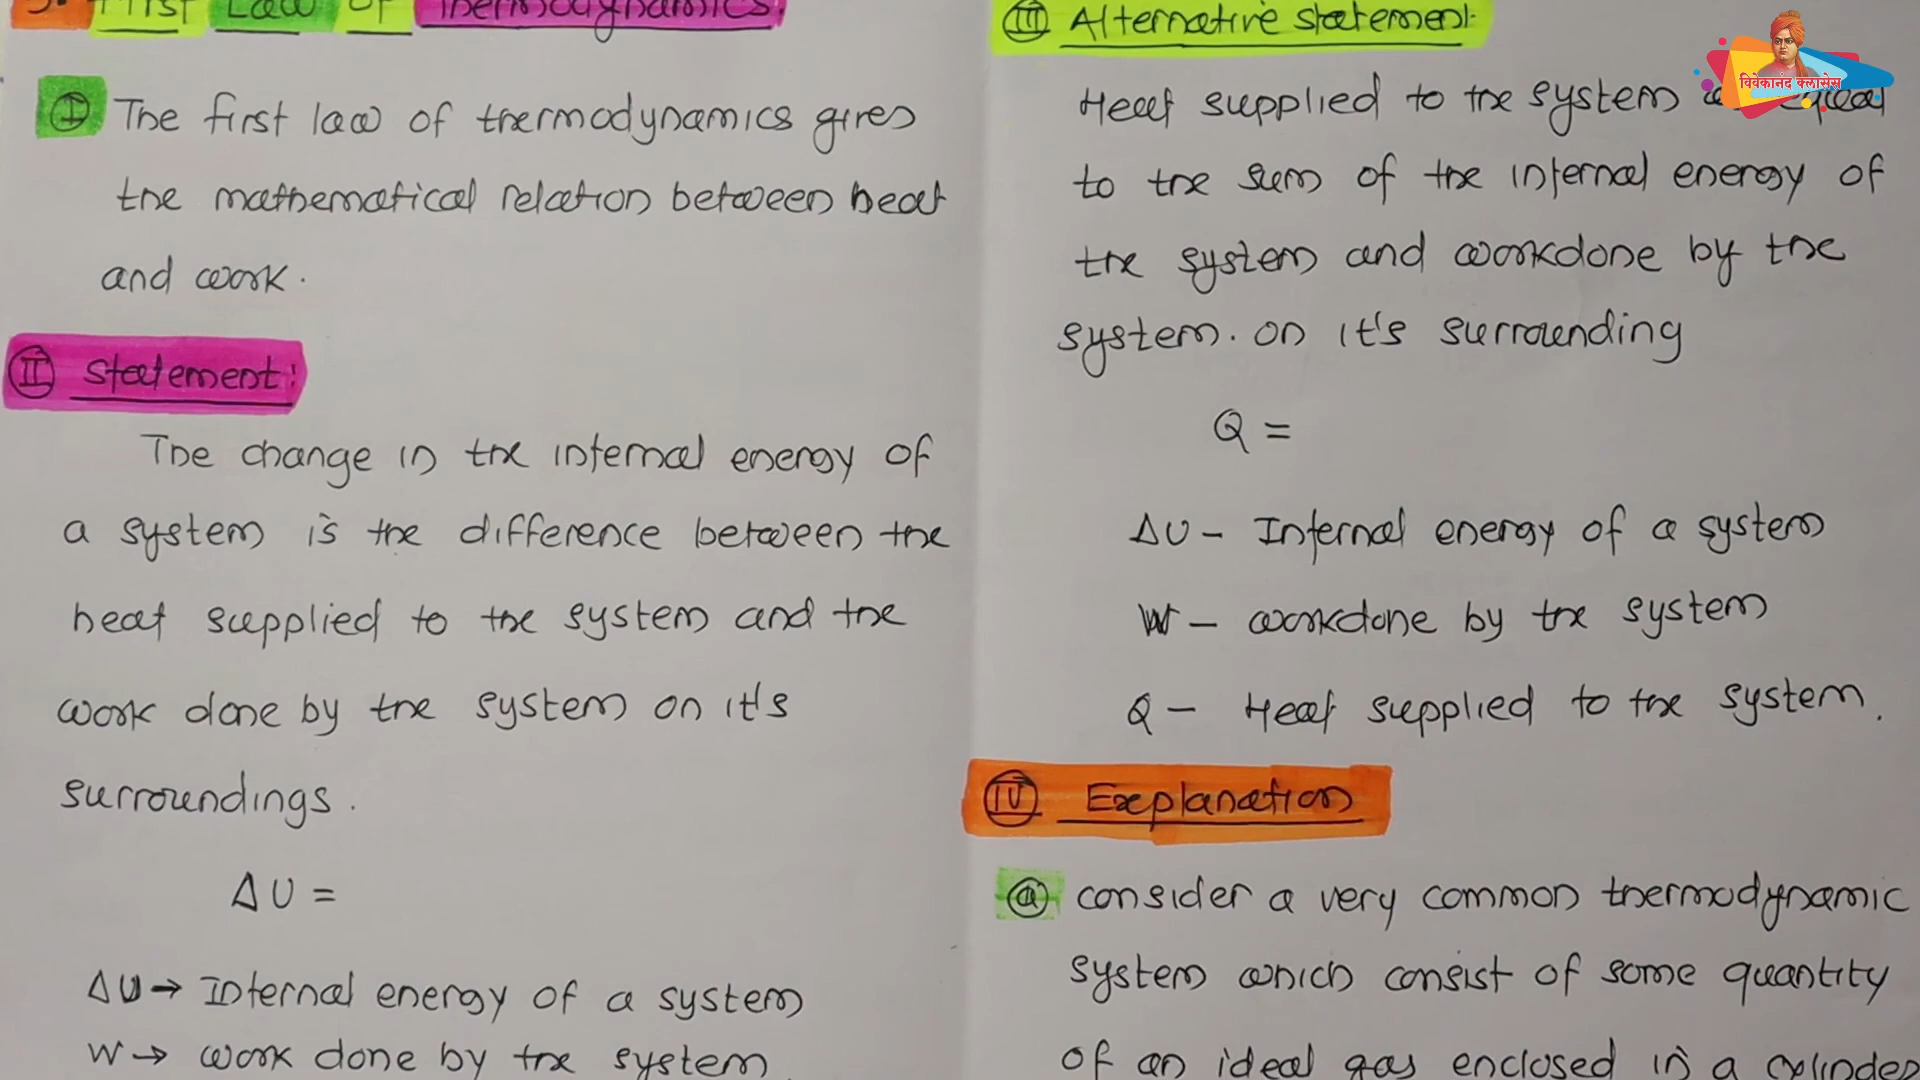 3. First Law of Thermodynamics.
I The first law of thermodynamics gives
the mathematical relation between heat
and work.
II Statement:
The change in the internal energy of
a system is the difference between the
heat supplied to the system and the
work done by the system on it's
surroundings.
ΔU =
ΔU → Internal energy of a system
W → work done by the system
III Alternative statement:
Heat supplied to the system equal
to the sum of the internal energy of
the system and workdone by the
system. on it's surrounding
Q =
ΔU - Internal energy of a system
W - workdone by the system
Q - Heat supplied to the system.
IV Explanation
a consider a very common thermodynamic
system which consist of some quantity
of an ideal gas enclosed in a cylinder
विवेकानंद क्लासेस